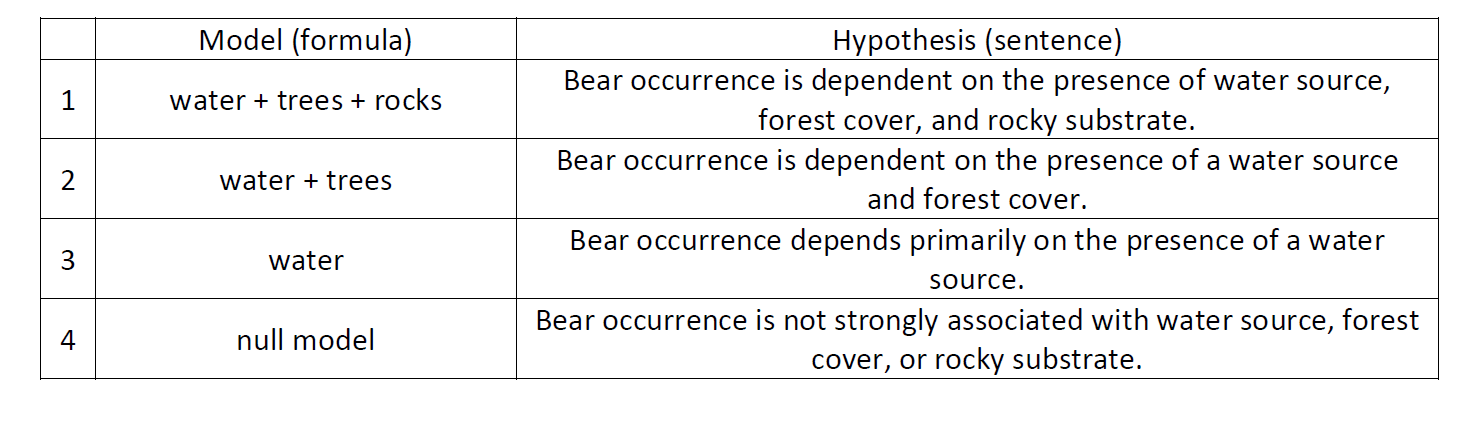 Model (formula) Hypothesis (sentence)
1 water + trees + rocks Bear occurrence is dependent on the presence of water source,
forest cover, and rocky substrate.
2 water + trees Bear occurrence is dependent on the presence of a water source
and forest cover.
3 water Bear occurrence depends primarily on the presence of a water
source.
4 null model Bear occurrence is not strongly associated with water source, forest
cover, or rocky substrate.